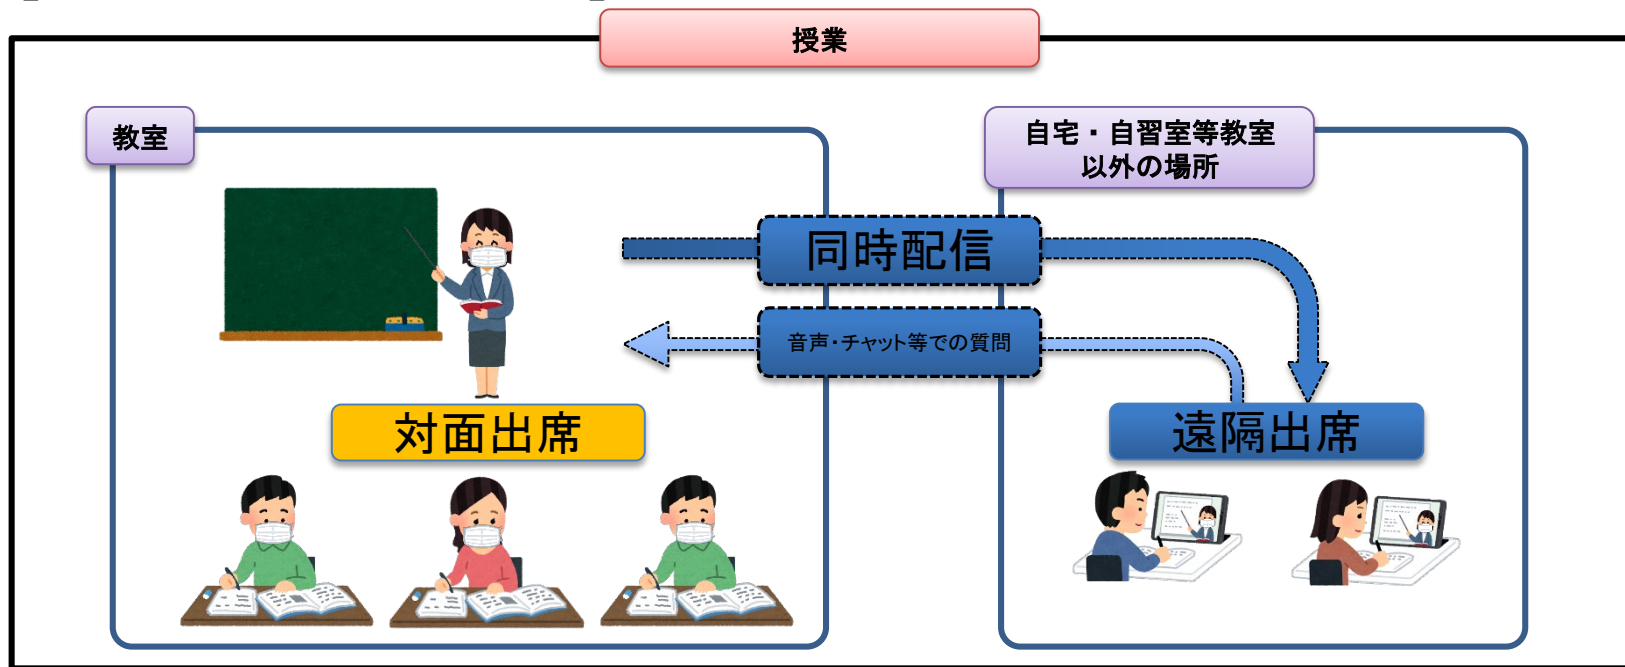 授業
教室
自宅・自習室等教室
以外の場所
同時配信
音声・チャット等での質問
対面出席
遠隔出席